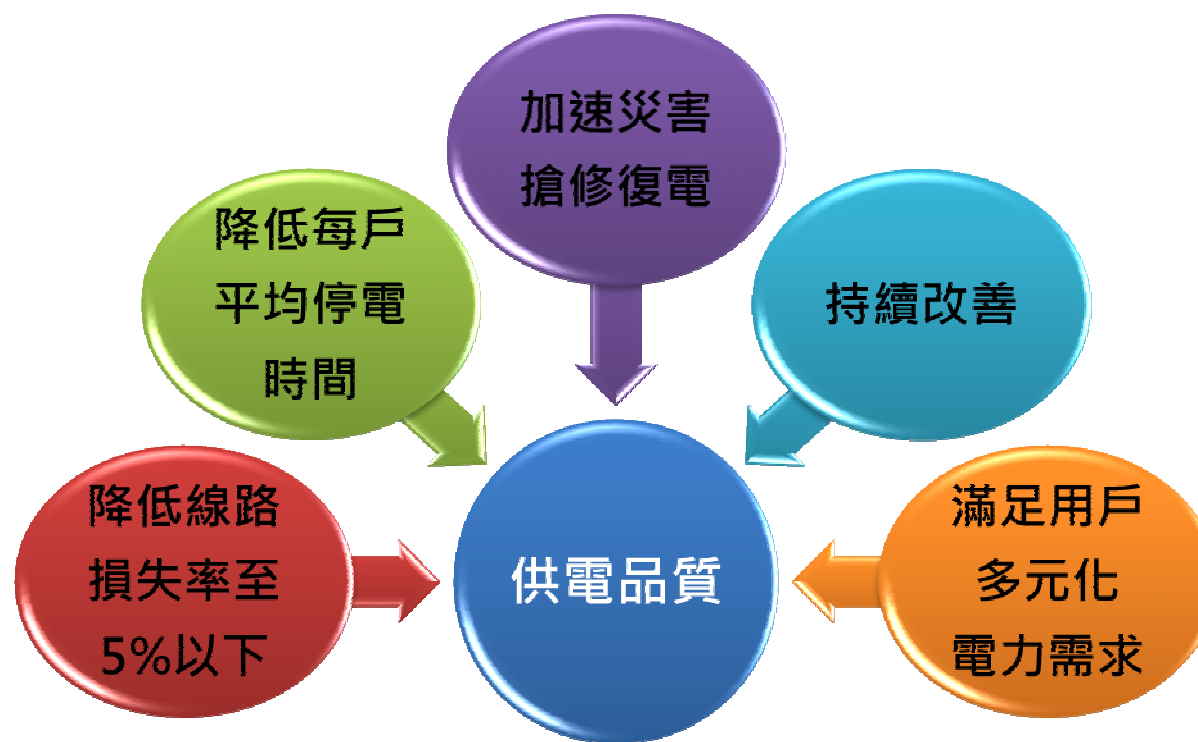 加速災害
搶修復電
降低每戶
平均停電
時間
持續改善
降低線路
損失率至
5%以下
供電品質
滿足用戶
多元化
電力需求